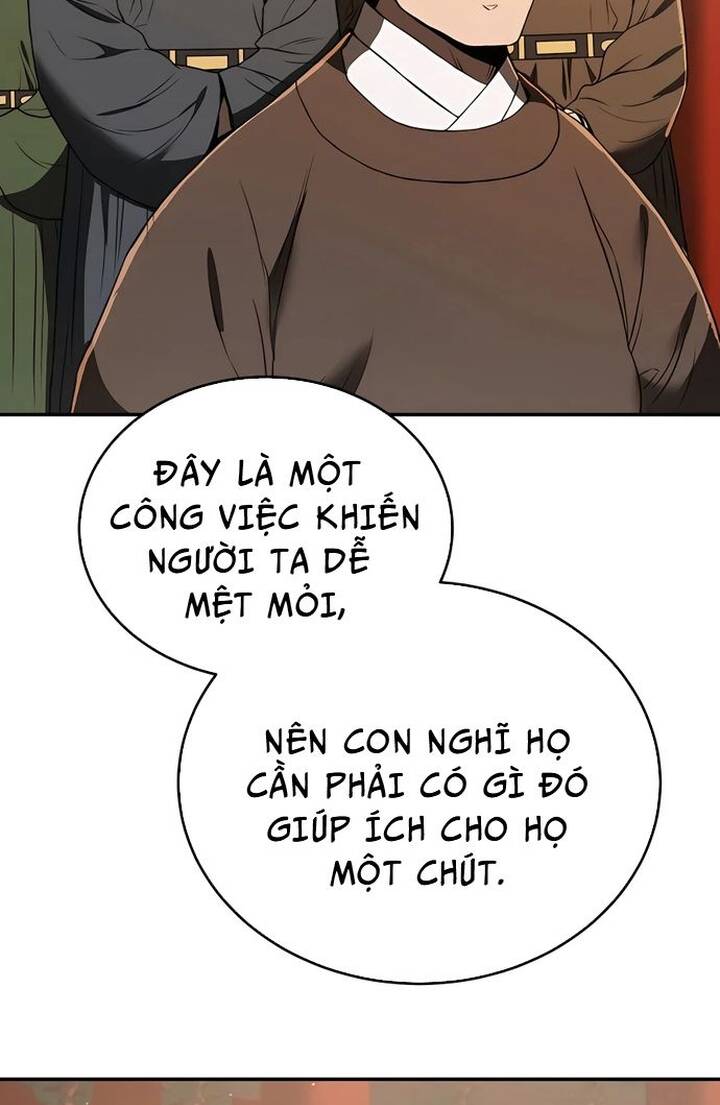 ĐÂY LÀ MỘT
CÔNG VIỆC KHIẾN
NGƯỜI TA DỄ
MỆT MỎI,
NÊN CON NGHĨ HỌ
CẦN PHẢI CÓ GÌ ĐÓ
GIÚP ÍCH CHO HỌ
MỘT CHÚT.